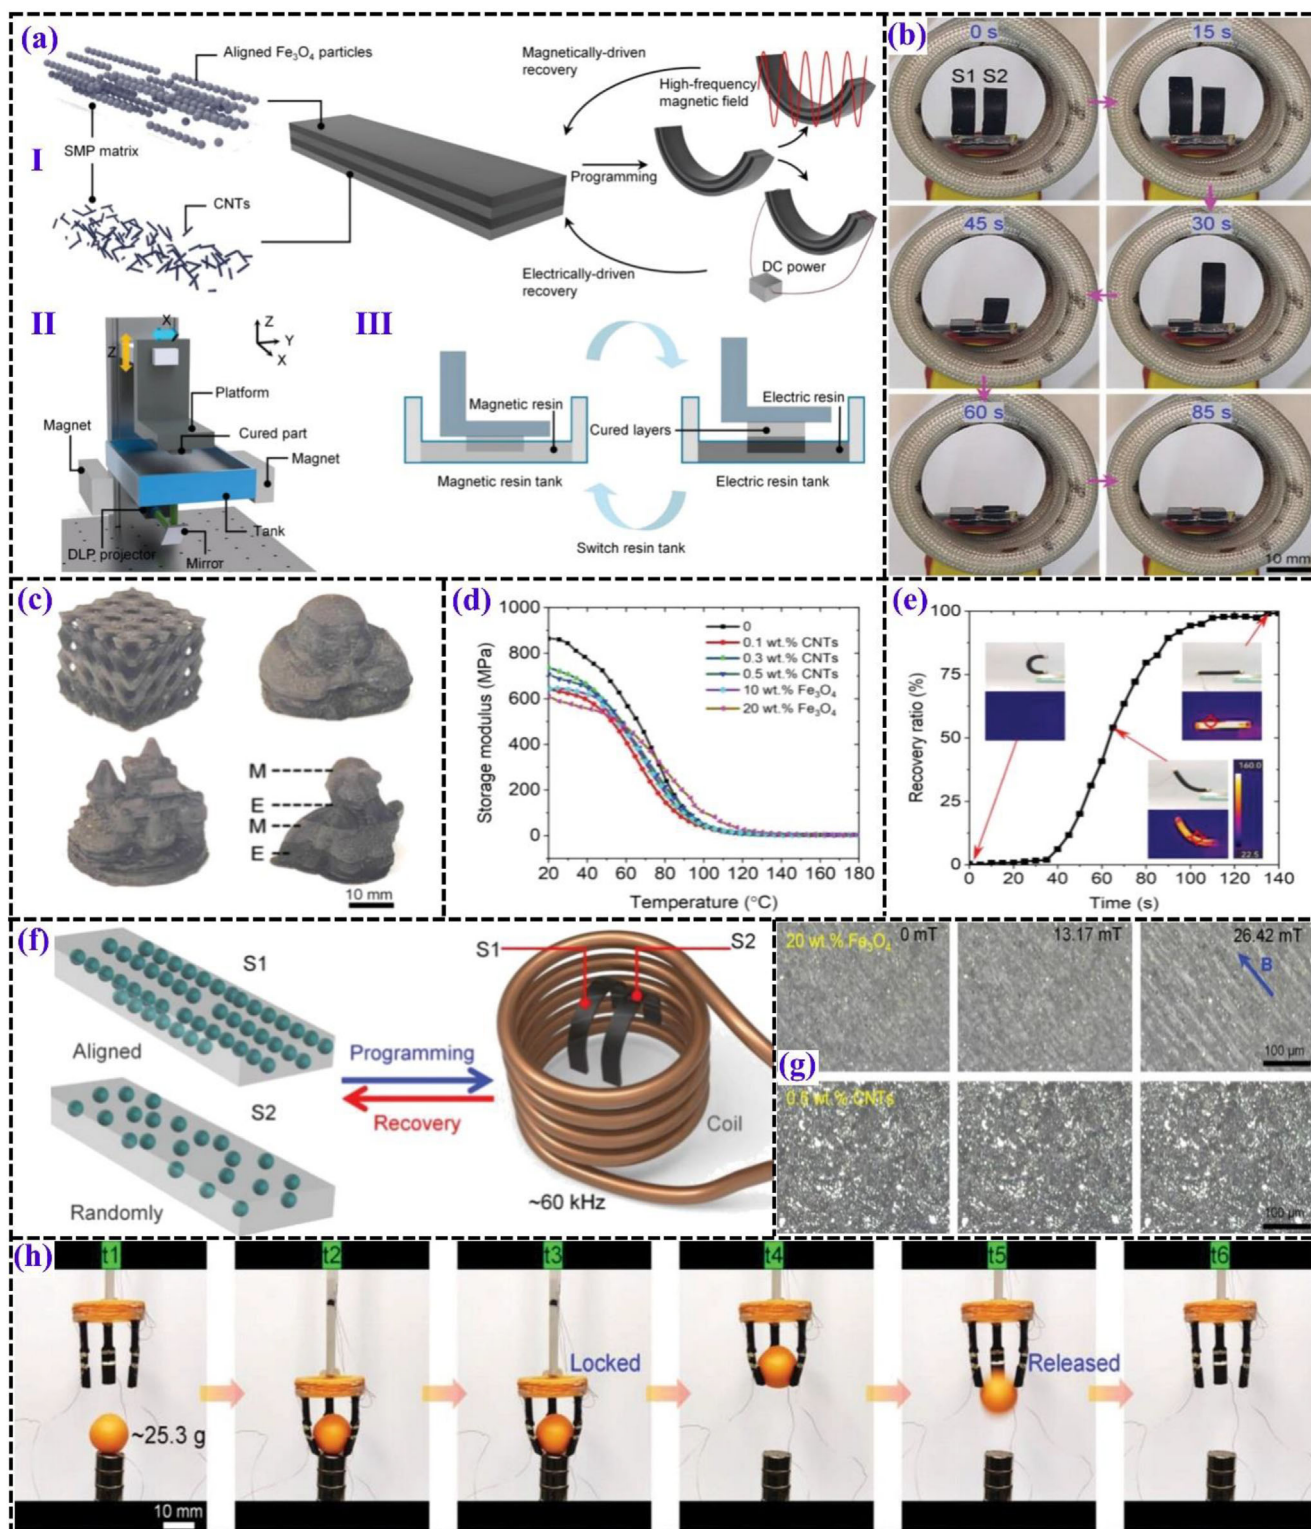 (a)
Aligned Fe₃O₄ particles
SMP matrix
I
CNTs
Magnetically-driven
recovery
High-frequency
magnetic field
Programming
Electrically-driven
recovery
DC power
II
X
Z
Z
Y
X
Platform
Magnet
Cured part
Magnet
Tank
DLP projector
Mirror
III
Magnetic resin
Electric resin
Cured layers
Magnetic resin tank
Electric resin tank
Switch resin tank
(b)
0 s
15 s
S1 S2
45 s
30 s
60 s
85 s
10 mm
(c)
M
E
M
E
10 mm
(d)
1000
800
600
400
200
0
Storage modulus (MPa)
0
0.1 wt.% CNTs
0.3 wt.% CNTs
0.5 wt.% CNTs
10 wt.% Fe₃O₄
20 wt.% Fe₃O₄
20 40 60 80 100 120 140 160 180
Temperature (°C)
(e)
100
75
50
25
0
Recovery ratio (%)
160.0
22.5
0 20 40 60 80 100 120 140
Time (s)
(f)
S1
Aligned
S2
Randomly
Programming
Recovery
S1
S2
Coil
~60 kHz
(g)
20 wt.% Fe₃O₄
0 mT
13.17 mT
26.42 mT
B
100 µm
0.5 wt.% CNTs
100 µm
(h)
t1
t2
t3
t4
t5
t6
Locked
Released
~25.3 g
10 mm